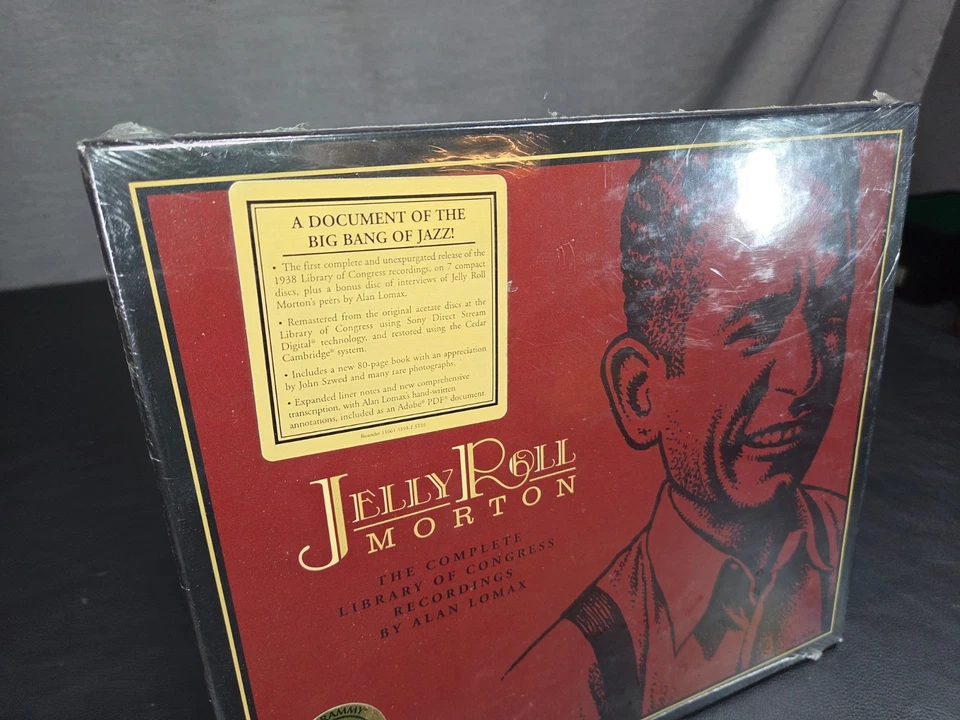 A DOCUMENT OF THE
BIG BANG OF JAZZ!
• The first complete and unexpurgated release of the
1938 Library of Congress recordings, on 7 compact
discs, plus a bonus disc of interviews of Jelly Roll
Morton's peers by Alan Lomax.
• Remastered from the original acetate discs at the
Library of Congress using Sony Direct Stream
Digital® technology, and restored using the Cedar
Cambridge® system.
• Includes a new 80-page book with an appreciation
by John Szwed and many rare photographs.
• Expanded liner notes and new comprehensive
transcription, with Alan Lomax's hand-written
annotations, included as an Adobe® PDF® document.
Rounder
JELLY ROLL
MORTON
THE COMPLETE
LIBRARY OF CONGRESS
RECORDINGS
BY ALAN LOMAX
GRAMMY